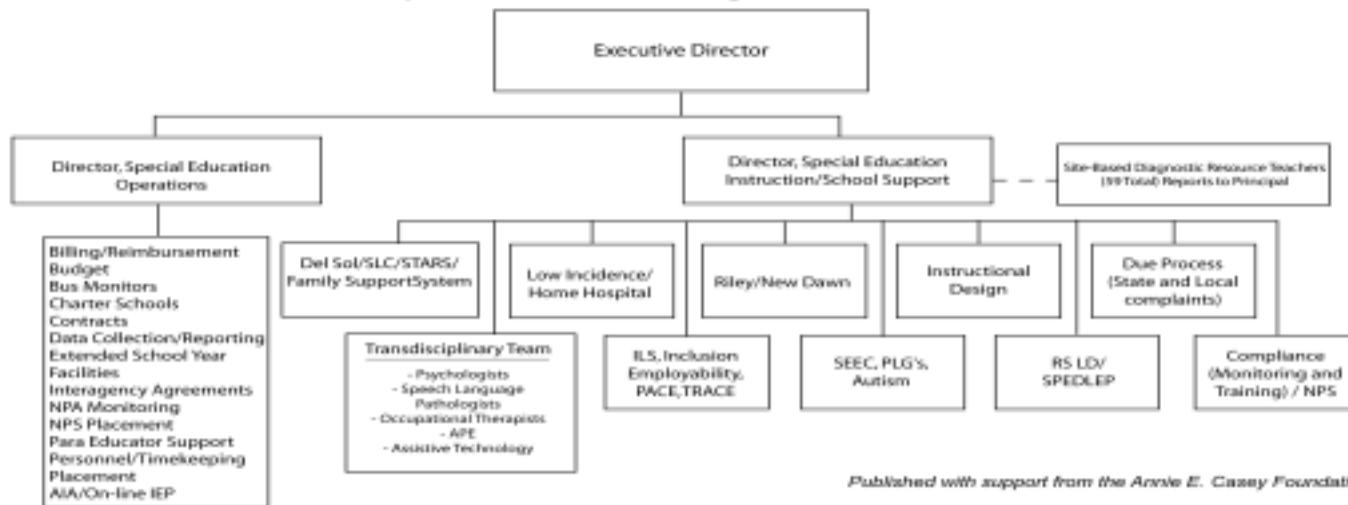 Executive Director
Director, Special Education
Operations
Director, Special Education
Instruction/School Support
Site-Based Diagnostic Resource Teachers
Total) Reports to Principal
Billing/Reimbursement
Budget
Bus Monitors
Charter Schools
Contracts
Data Collection/Reporting
Extended School Year
Facilities
Interagency Agreements
NPA Monitoring
NPS Placement
Para Educator Support
Personnel/Timekeeping
Placement
AIA/On-line IEP
Del Sol/SLC/STARS/
Family SupportSystem
Low Incidence/
Home Hospital
Riley/New Dawn
Instructional
Design
Due Process
(State and Local
complaints)
Transdisciplinary Team
- Psychologists
- Speech Language
Pathologists
- Occupational Therapists
- APE
- Assistive Technology
ILS, Inclusion
Employability,
PACE,TRACE
SEEC, PLG's,
Autism
RS LD/
SPEDLEP
Compliance
(Monitoring and
Training) / NPS
Published with support from the Annie E. Casey Foundati